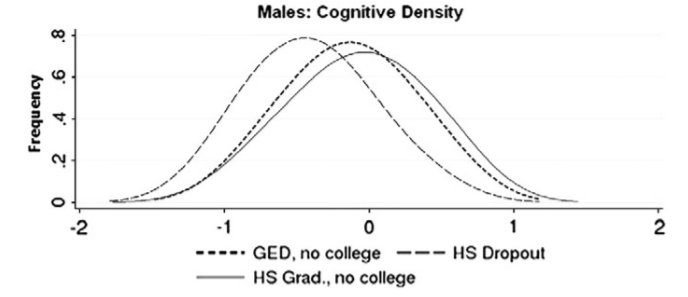 Males: Cognitive Density
Frequency
.8
.6
.4
.2
0
-2 -1 0 1 2
GED, no college HS Dropout
HS Grad., no college